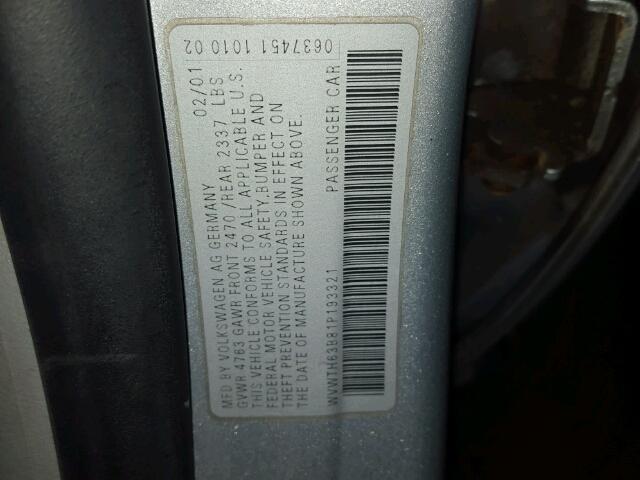 0637451 1010 02
MFD BY VOLKSWAGEN AG GERMANY 02/01
GVWR 4763 GAWR FRONT 2470 /REAR 2337 LBS
THIS VEHICLE CONFORMS TO ALL APPLICABLE U.S.
FEDERAL MOTOR VEHICLE SAFETY, BUMPER AND
THEFT PREVENTION STANDARDS IN EFFECT ON
THE DATE OF MANUFACTURE SHOWN ABOVE.
WVWTH63B81P193321 PASSENGER CAR